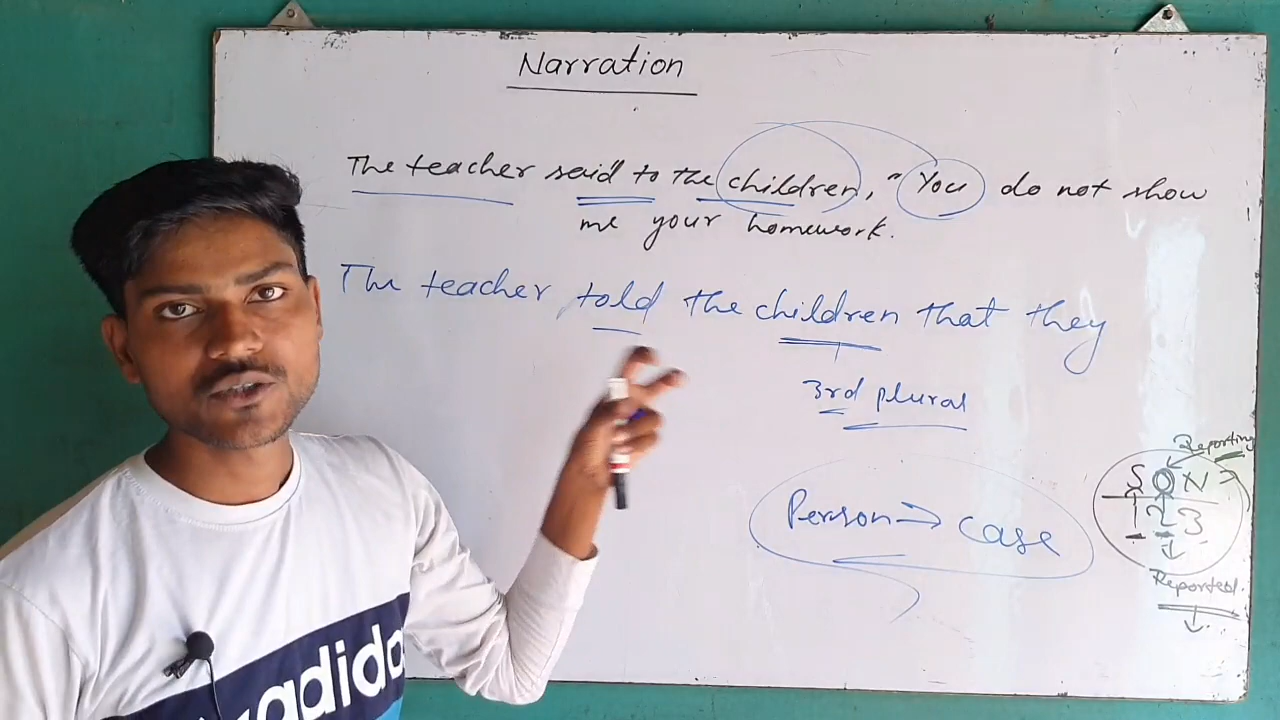 Narration
The teacher said to the children, "You do not show
me your homework.
The teacher told the children that they
3rd plural
Person → case
Reporting
S O N
1 2 3
Reported.
adidas